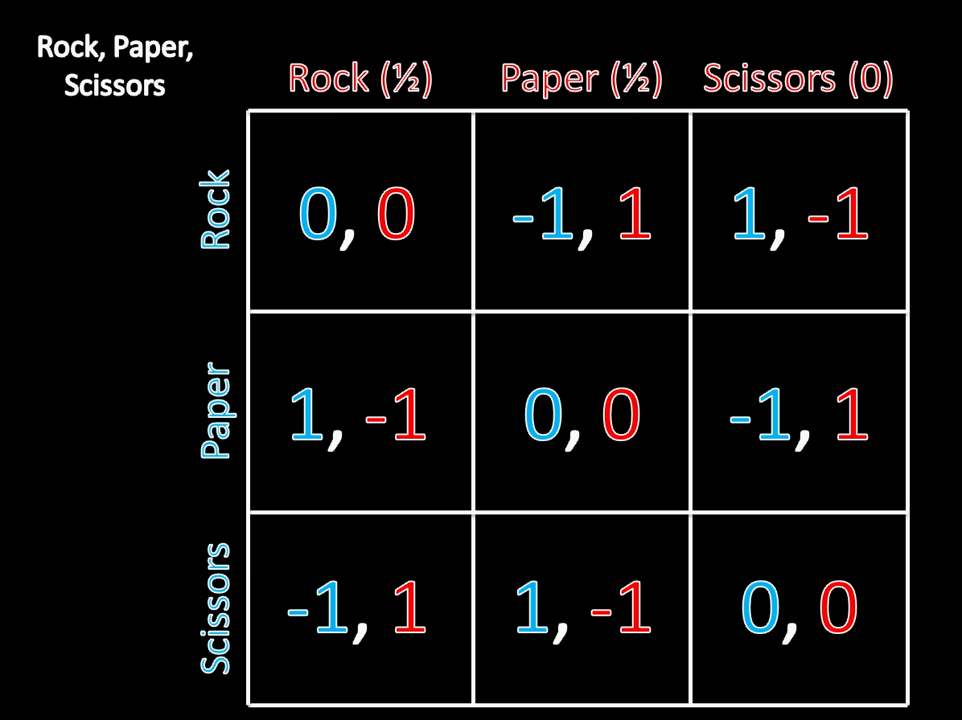 Rock, Paper,
Scissors
Rock (½) Paper (½) Scissors (0)
Rock 0, 0 -1, 1 1, -1
Paper 1, -1 0, 0 -1, 1
Scissors -1, 1 1, -1 0, 0